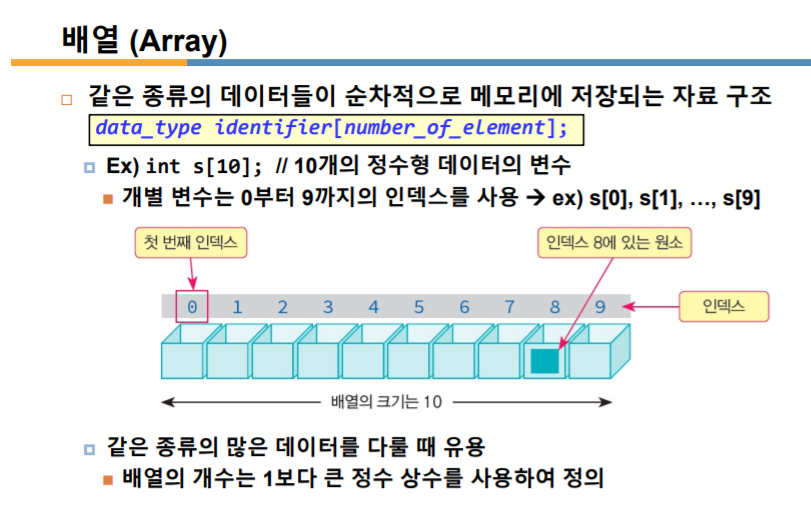 배열 (Array)
같은 종류의 데이터들이 순차적으로 메모리에 저장되는 자료 구조
data_type identifier[number_of_element];
Ex) int s[10]; // 10개의 정수형 데이터의 변수
개별 변수는 0부터 9까지의 인덱스를 사용 → ex) s[0], s[1], …, s[9]
첫 번째 인덱스
인덱스 8에 있는 원소
0 1 2 3 4 5 6 7 8 9
인덱스
배열의 크기는 10
같은 종류의 많은 데이터를 다룰 때 유용
배열의 개수는 1보다 큰 정수 상수를 사용하여 정의